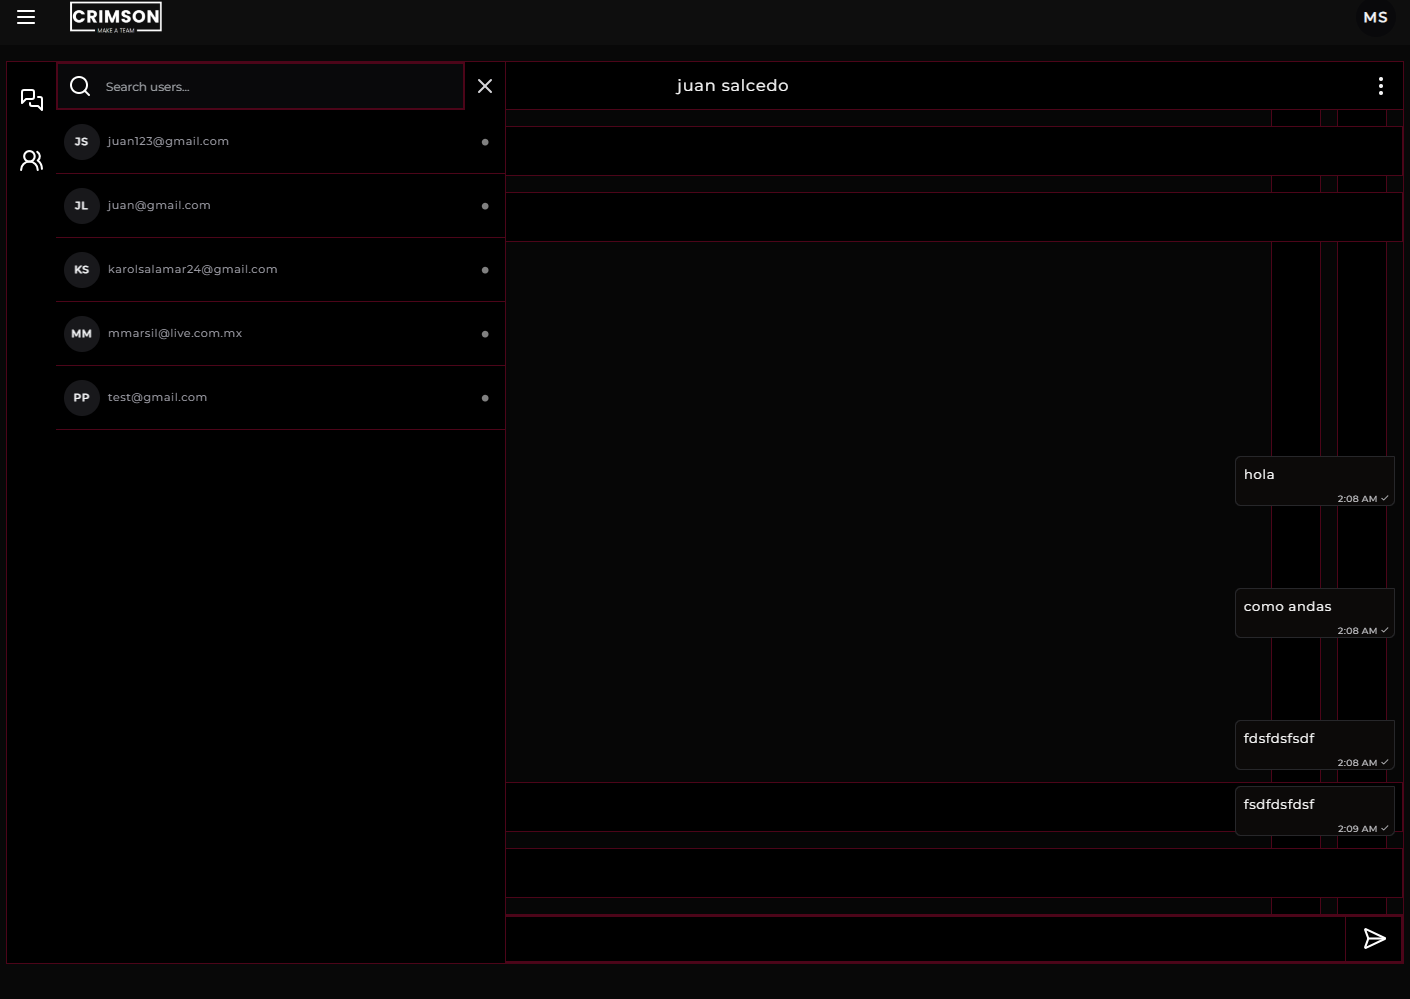 CRIMSON
MAKE A TEAM
MS
Search users...
juan salcedo
JS
juan123@gmail.com
JL
juan@gmail.com
KS
karolsalamar24@gmail.com
MM
mmarsil@live.com.mx
PP
test@gmail.com
hola
2:08 AM
como andas
2:08 AM
fdsfdsfsdf
2:08 AM
fsdfdsfdsf
2:09 AM